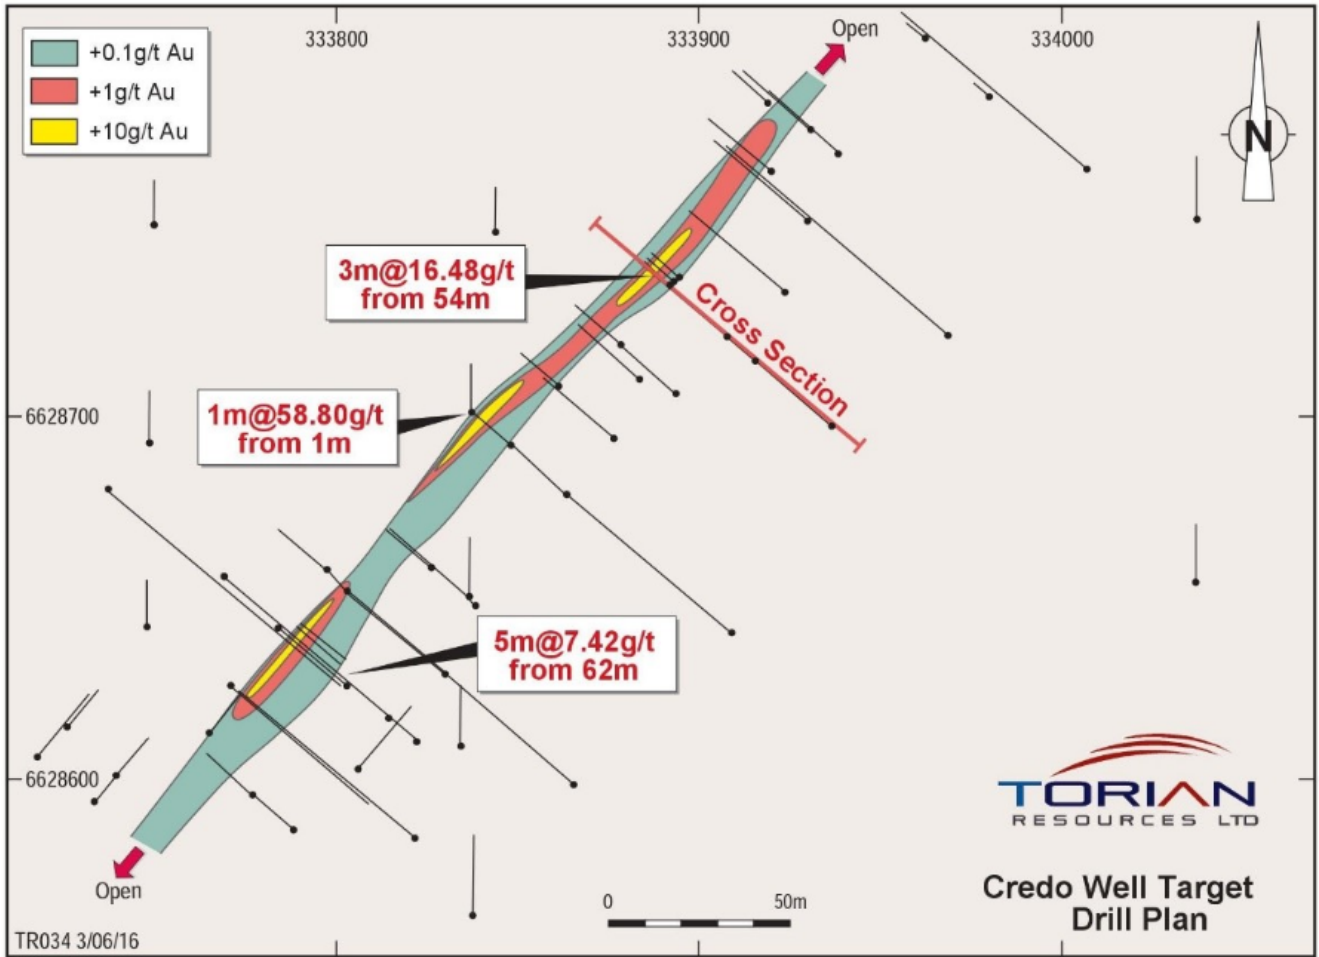 333800
333900
334000
Open
+0.1g/t Au
+1g/t Au
+10g/t Au
N
3m@16.48g/t
from 54m
Cross Section
6628700
1m@58.80g/t
from 1m
5m@7.42g/t
from 62m
6628600
TORIAN
RESOURCES LTD
Open
0 50m
Credo Well Target
Drill Plan
TR034 3/06/16